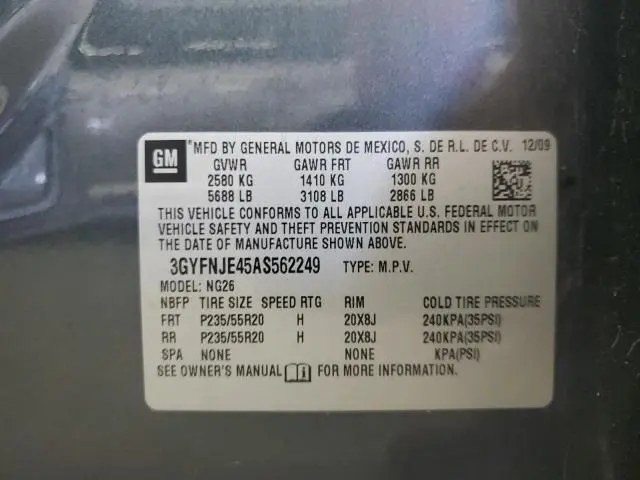 GM
®MFD BY GENERAL MOTORS DE MEXICO, S. DE R.L. DE C.V. 12/09
GVWR GAWR FRT GAWR RR
2580 KG 1410 KG 1300 KG
5688 LB 3108 LB 2866 LB
THIS VEHICLE CONFORMS TO ALL APPLICABLE U.S. FEDERAL MOTOR
VEHICLE SAFETY AND THEFT PREVENTION STANDARDS IN EFFECT ON THE
DATE OF MANUFACTURE SHOWN ABOVE.
3GYFNJE45AS562249 TYPE: M.P.V.
MODEL: NG26
NBFP TIRE SIZE SPEED RTG RIM COLD TIRE PRESSURE
FRT P235/55R20 H 20X8J 240KPA(35PSI)
RR P235/55R20 H 20X8J 240KPA(35PSI)
SPA NONE NONE KPA(PSI)
SEE OWNER'S MANUAL i FOR MORE INFORMATION.